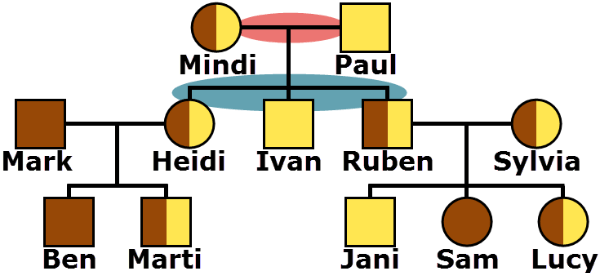 Mindi Paul
Mark Heidi Ivan Ruben Sylvia
Ben Marti Jani Sam Lucy